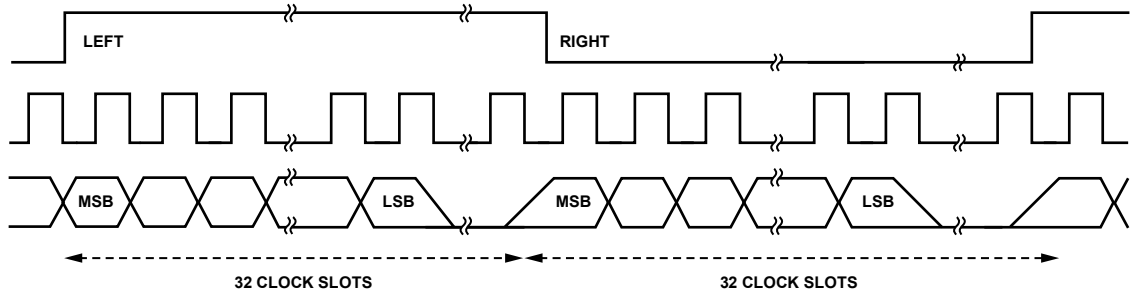 LEFT
RIGHT
MSB
LSB
MSB
LSB
32 CLOCK SLOTS
32 CLOCK SLOTS